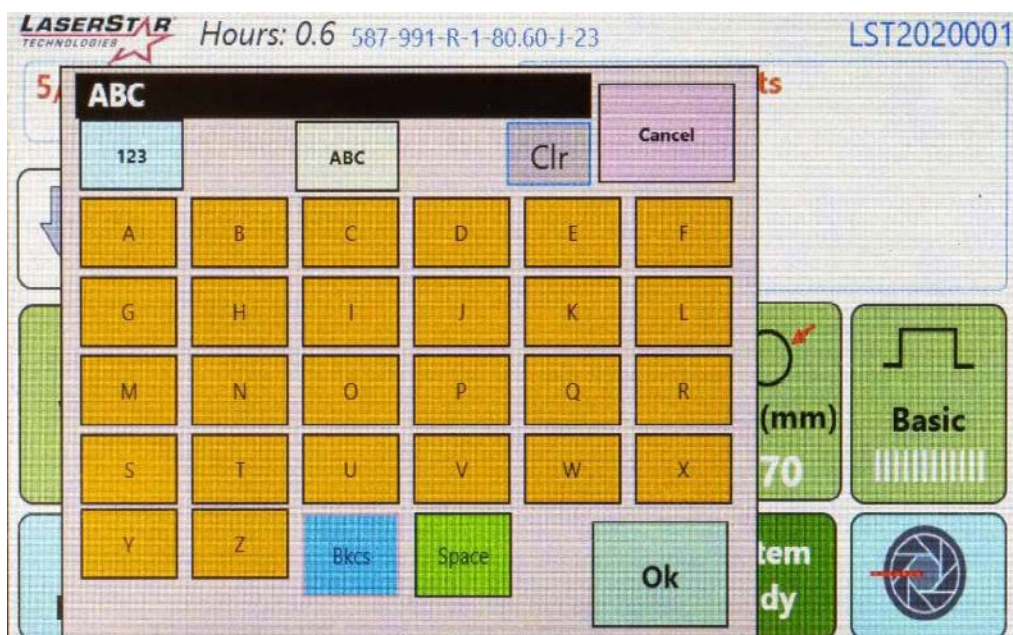 LASERSTAR
TECHNOLOGIES
Hours: 0.6 587-991-R-1-80.60-J-23 LST2020001
5/
ts
ABC
123 ABC Clr Cancel
A B C D E F
G H I J K L
M N O P Q R
S T U V W X
Y Z Bkcs Space Ok
(mm) Basic
70
tem
dy